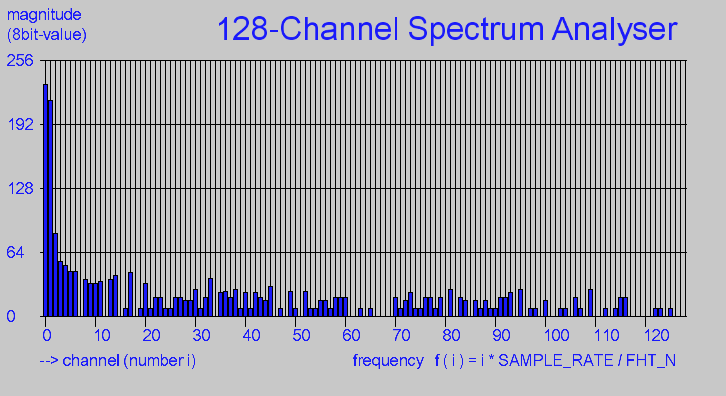 magnitude
(8bit-value)
128-Channel Spectrum Analyser
256
192
128
64
0
0 10 20 30 40 50 60 70 80 90 100 110 120
--> channel (number i)
frequency f ( i ) = i * SAMPLE_RATE / FHT_N